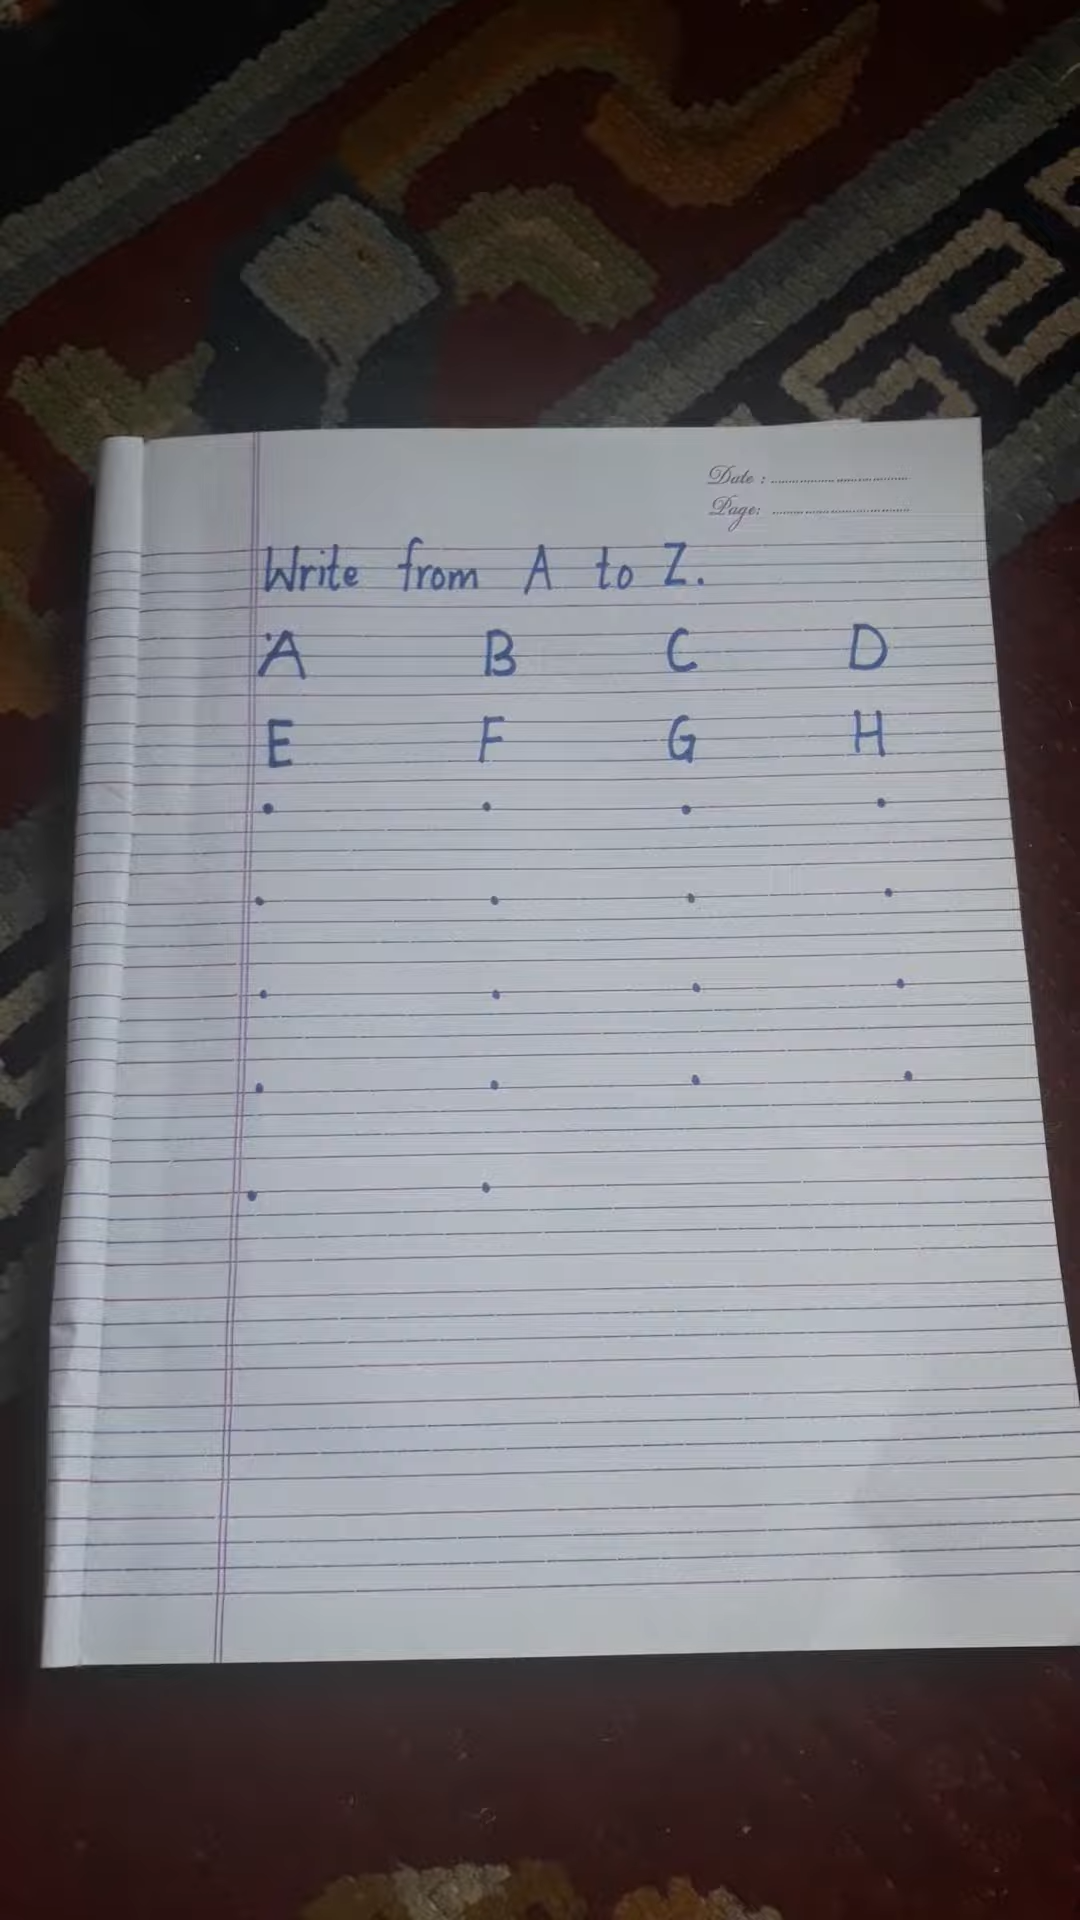 Date : ................................
Page: ................................
Write from A to Z.
A B C D
E F G H